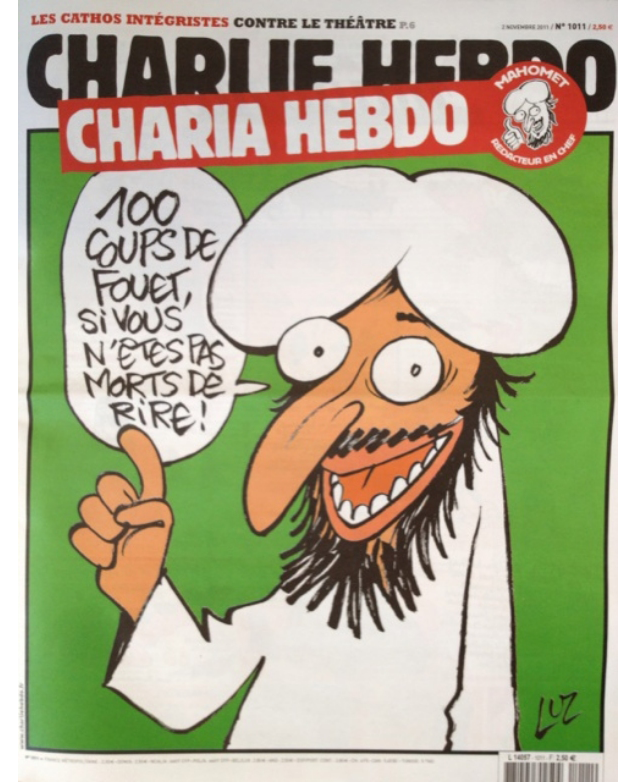 LES CATHOS INTÉGRISTES CONTRE LE THÉÂTRE P.6
2 NOVEMBRE 2011 / N° 1011 / 2,50 €
CHARLIE HEBDO
CHARIA HEBDO
MAHOMET
RÉDACTEUR EN CHEF
100
COUPS DE
FOUET,
SI VOUS
N'ÊTES PAS
MORTS DE
RIRE!
LUZ